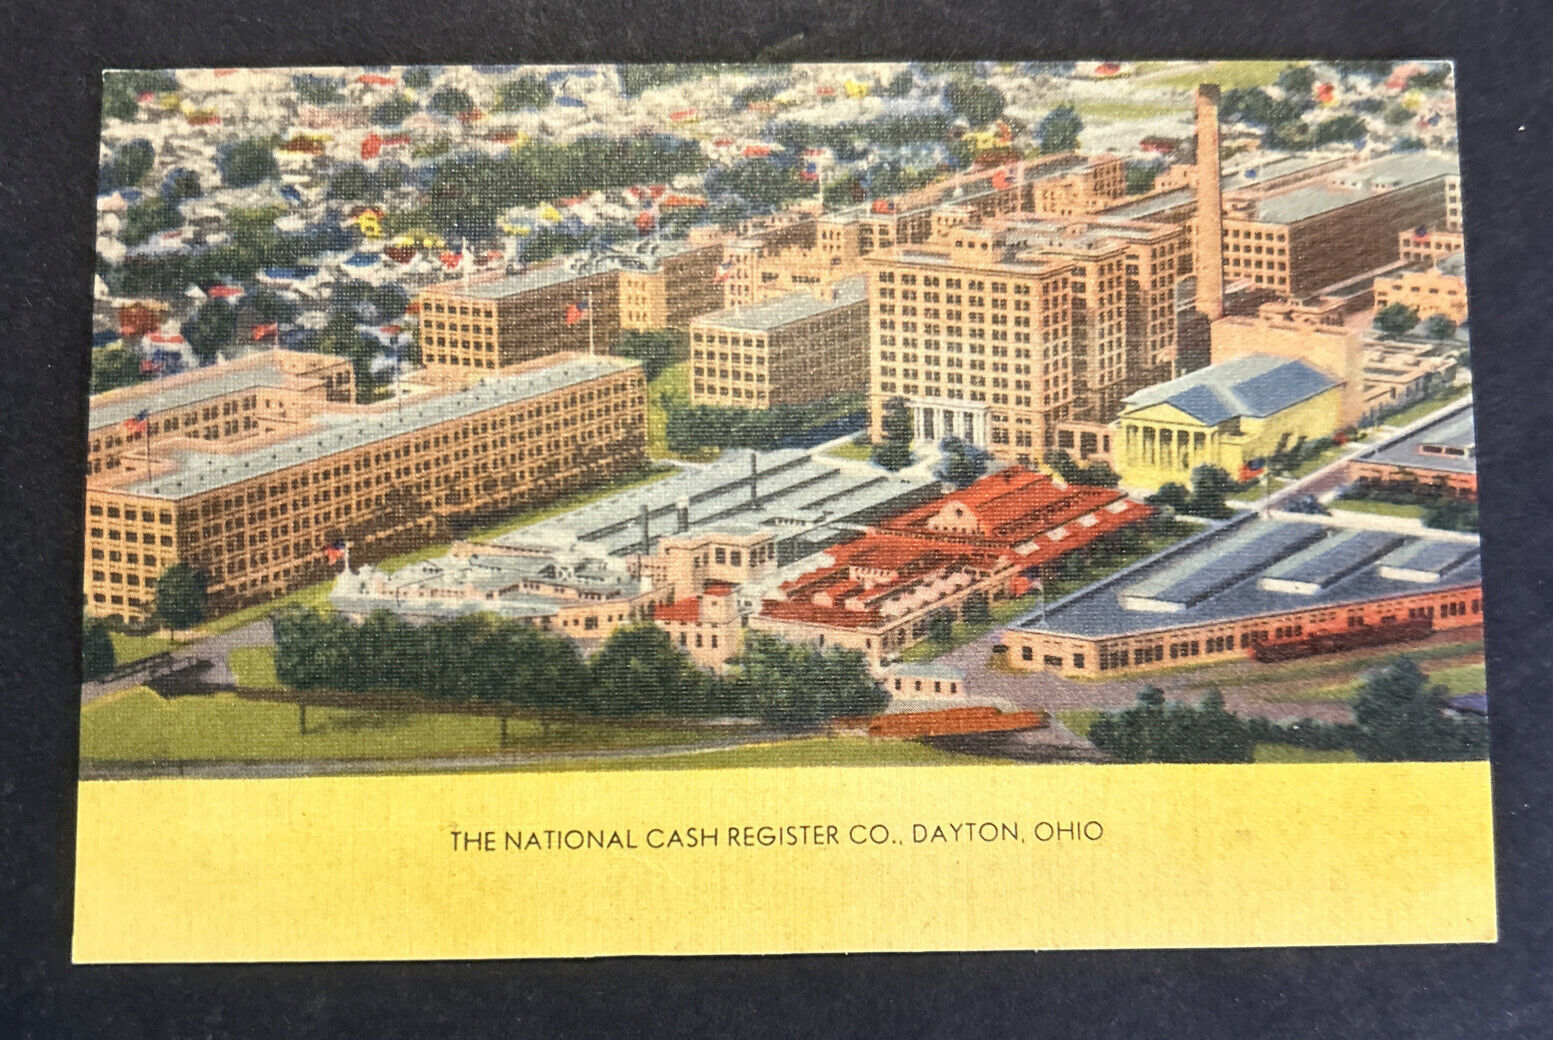 THE NATIONAL CASH REGISTER CO., DAYTON, OHIO